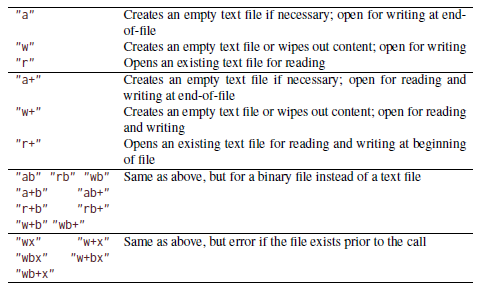 "a" Creates an empty text file if necessary; open for writing at end-
of-file
"w" Creates an empty text file or wipes out content; open for writing
"r" Opens an existing text file for reading
"a+" Creates an empty text file if necessary; open for reading and
writing at end-of-file
"w+" Creates an empty text file or wipes out content; open for reading
and writing
"r+" Opens an existing text file for reading and writing at beginning
of file
"ab" "rb" "wb" Same as above, but for a binary file instead of a text file
"a+b" "ab+"
"r+b" "rb+"
"w+b" "wb+"
"wx" "w+x" Same as above, but error if the file exists prior to the call
"wbx" "w+bx"
"wb+x"